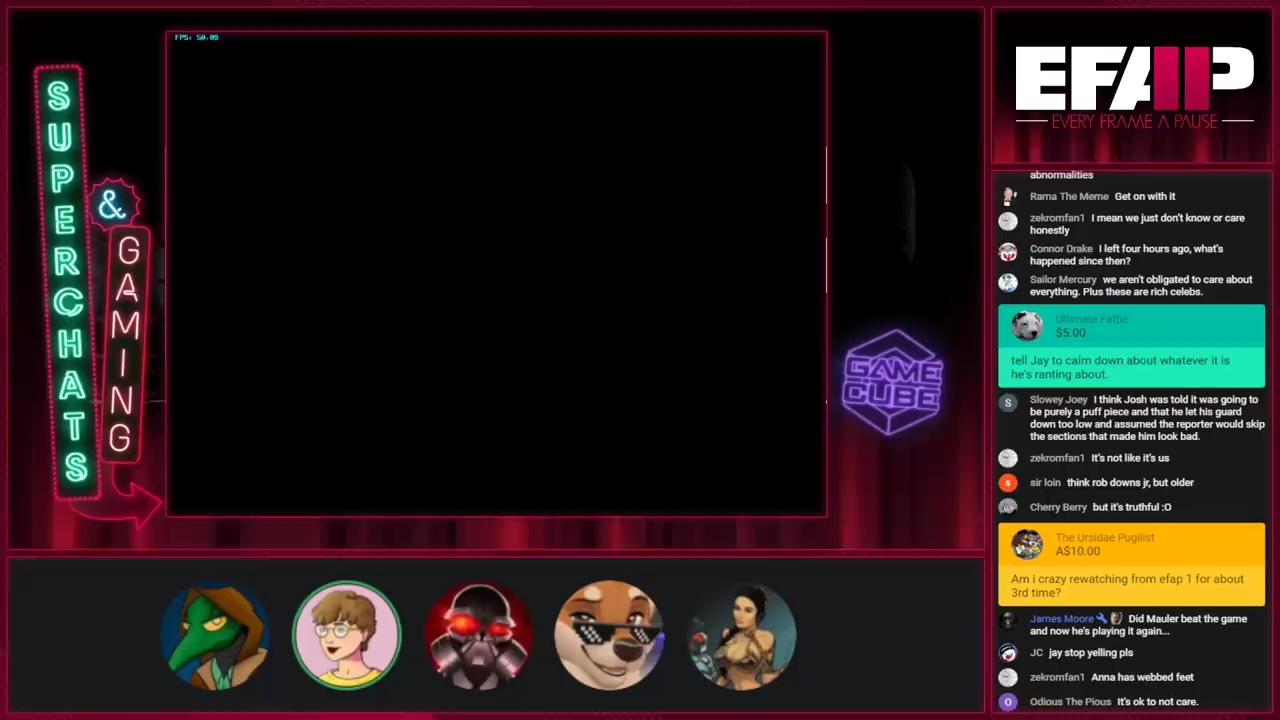 FPS: 50.09
SUPERCHATS
&
GAMING
GAME
CUBE
EFAP
EVERY FRAME A PAUSE
abnormalities
Rama The Meme Get on with it
zekromfan1 I mean we just don't know or care
honestly
Connor Drake I left four hours ago, what's
happened since then?
Sailor Mercury we aren't obligated to care about
everything. Plus these are rich celebs.
Ultimate Fattie
$5.00
tell Jay to calm down about whatever it is
he's ranting about.
S
Slowey Joey I think Josh was told it was going to
be purely a puff piece and that he let his guard
down too low and assumed the reporter would skip
the sections that made him look bad.
zekromfan1 It's not like it's us
s
sir loin think rob downs jr, but older
Cherry Berry but it's truthful :O
The Ursidae Pugilist
A$10.00
Am i crazy rewatching from efap 1 for about
3rd time?
James Moore Did Mauler beat the game
and now he's playing it again...
JC jay stop yelling pls
zekromfan1 Anna has webbed feet
O
Odious The Pious It's ok to not care.